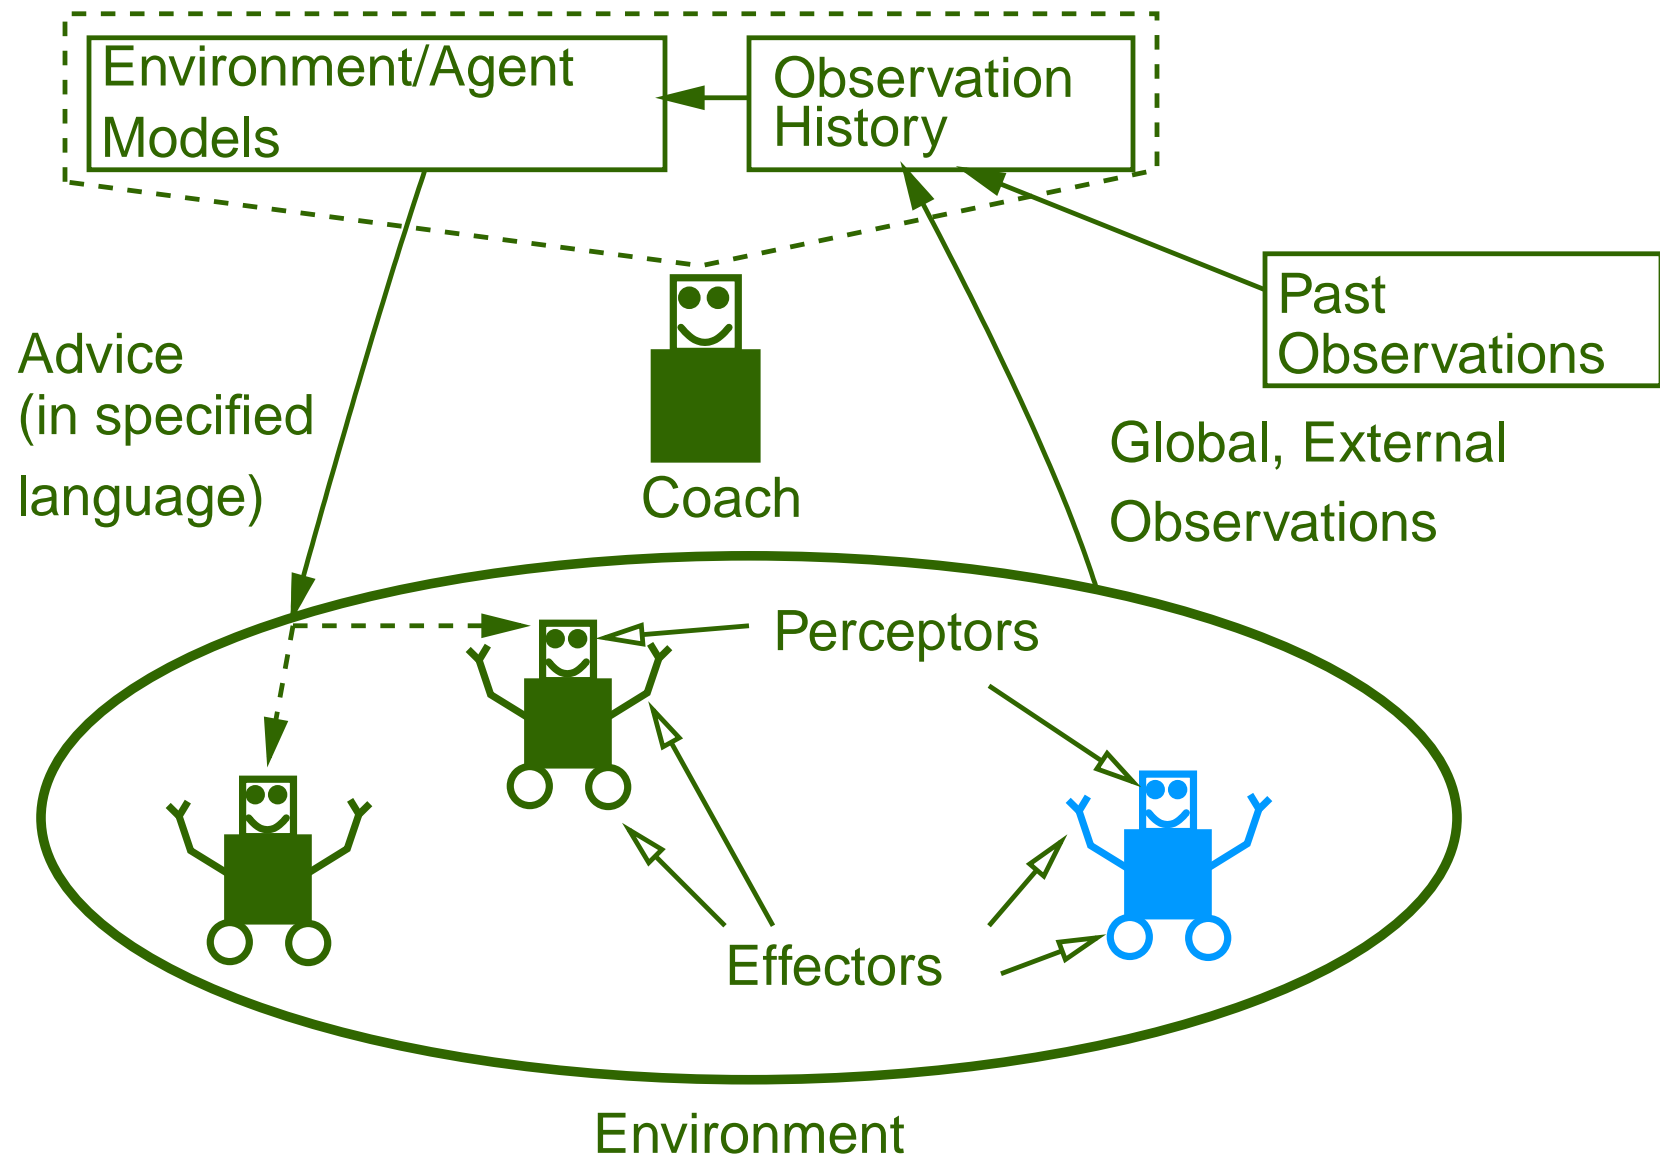 Environment/Agent
Models
Observation
History
Past
Observations
Advice
(in specified
language)
Global, External
Observations
Coach
Perceptors
Effectors
Environment